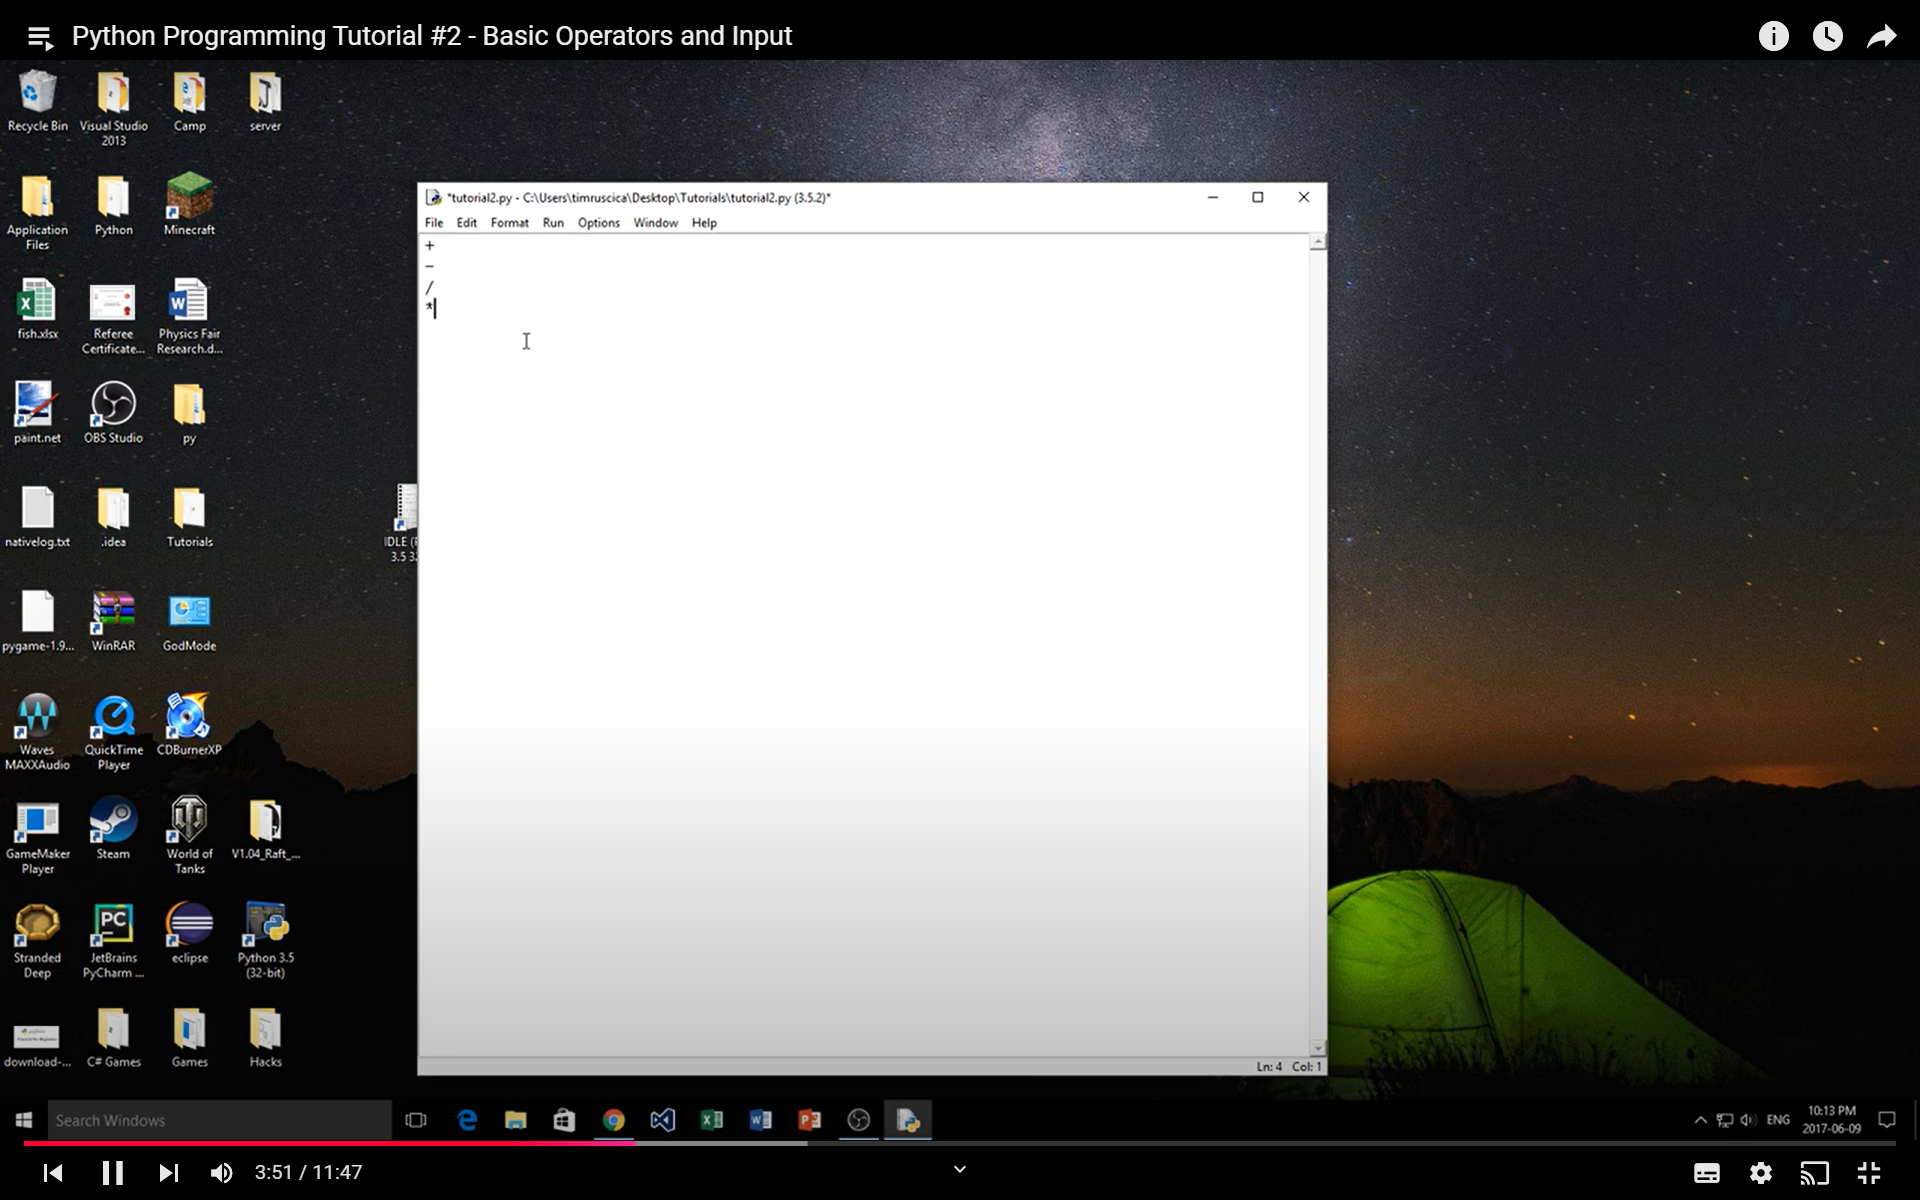 Python Programming Tutorial #2 - Basic Operators and Input
Recycle Bin
Visual Studio
2013
Camp
server
*tutorial2.py - C:\Users\timruscica\Desktop\Tutorials\tutorial2.py (3.5.2)*
File Edit Format Run Options Window Help
+
-
/
*
Application
Files
Python
Minecraft
fish.xlsx
Referee
Certificate...
Physics Fair
Research.d...
paint.net
OBS Studio
py
nativelog.txt
.idea
Tutorials
IDLE (
3.5 3
pygame-1.9...
WinRAR
GodMode
Waves
MAXXAudio
QuickTime
Player
CDBurnerXP
GameMaker
Player
Steam
World of
Tanks
V1.04_Raft_...
Stranded
Deep
JetBrains
PyCharm ...
eclipse
Python 3.5
(32-bit)
download-...
C# Games
Games
Hacks
Ln: 4 Col: 1
Search Windows
ENG
10:13 PM
2017-06-09
3:51 / 11:47